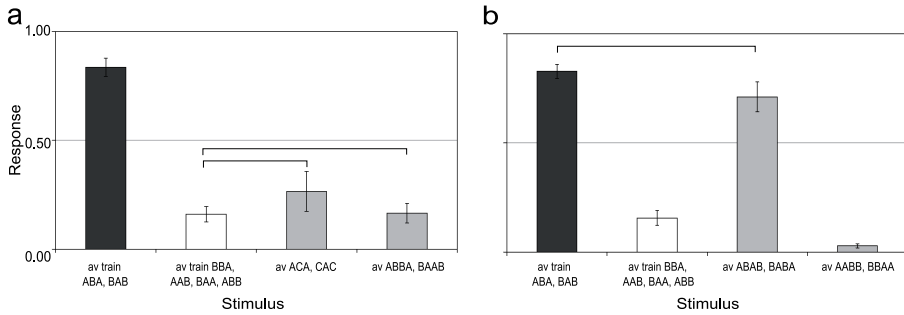 a
1.00
0.50
0.00
Response
av train
ABA, BAB
av train BBA,
AAB, BAA, ABB
av ACA, CAC
av ABBA, BAAB
Stimulus
b
av train
ABA, BAB
av train BBA,
AAB, BAA, ABB
av ABAB, BABA
av AABB, BBAA
Stimulus